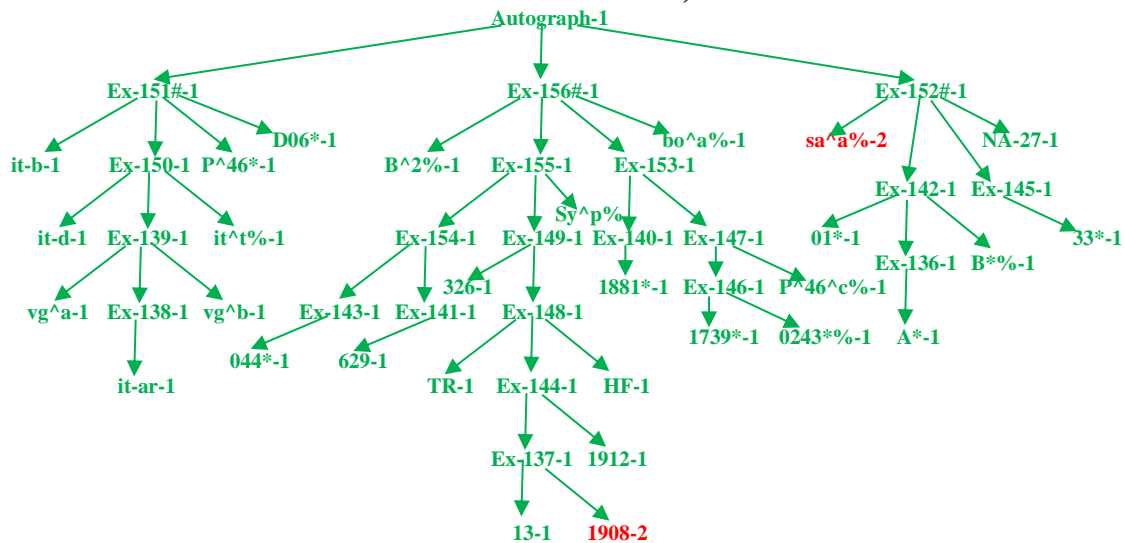 Autograph-1
Ex-151#-1 Ex-156#-1 Ex-152#-1
D06*-1 bo^a%-1 sa^a%-2 NA-27-1
it-b-1 Ex-150-1 P^46*-1 B^2%-1 Ex-155-1 Ex-153-1
Ex-142-1 Ex-145-1
Sy^p%
it-d-1 Ex-139-1 it^t%-1 Ex-154-1 Ex-149-1 Ex-140-1 Ex-147-1 01*-1 33*-1
Ex-136-1 B*%-1
326-1 1881*-1 Ex-146-1 P^46^c%-1
vg^a-1 Ex-138-1 vg^b-1 Ex-143-1 Ex-141-1 Ex-148-1
1739*-1 0243*%-1 A*-1
044*-1 629-1
it-ar-1 TR-1 Ex-144-1 HF-1
Ex-137-1 1912-1
13-1 1908-2